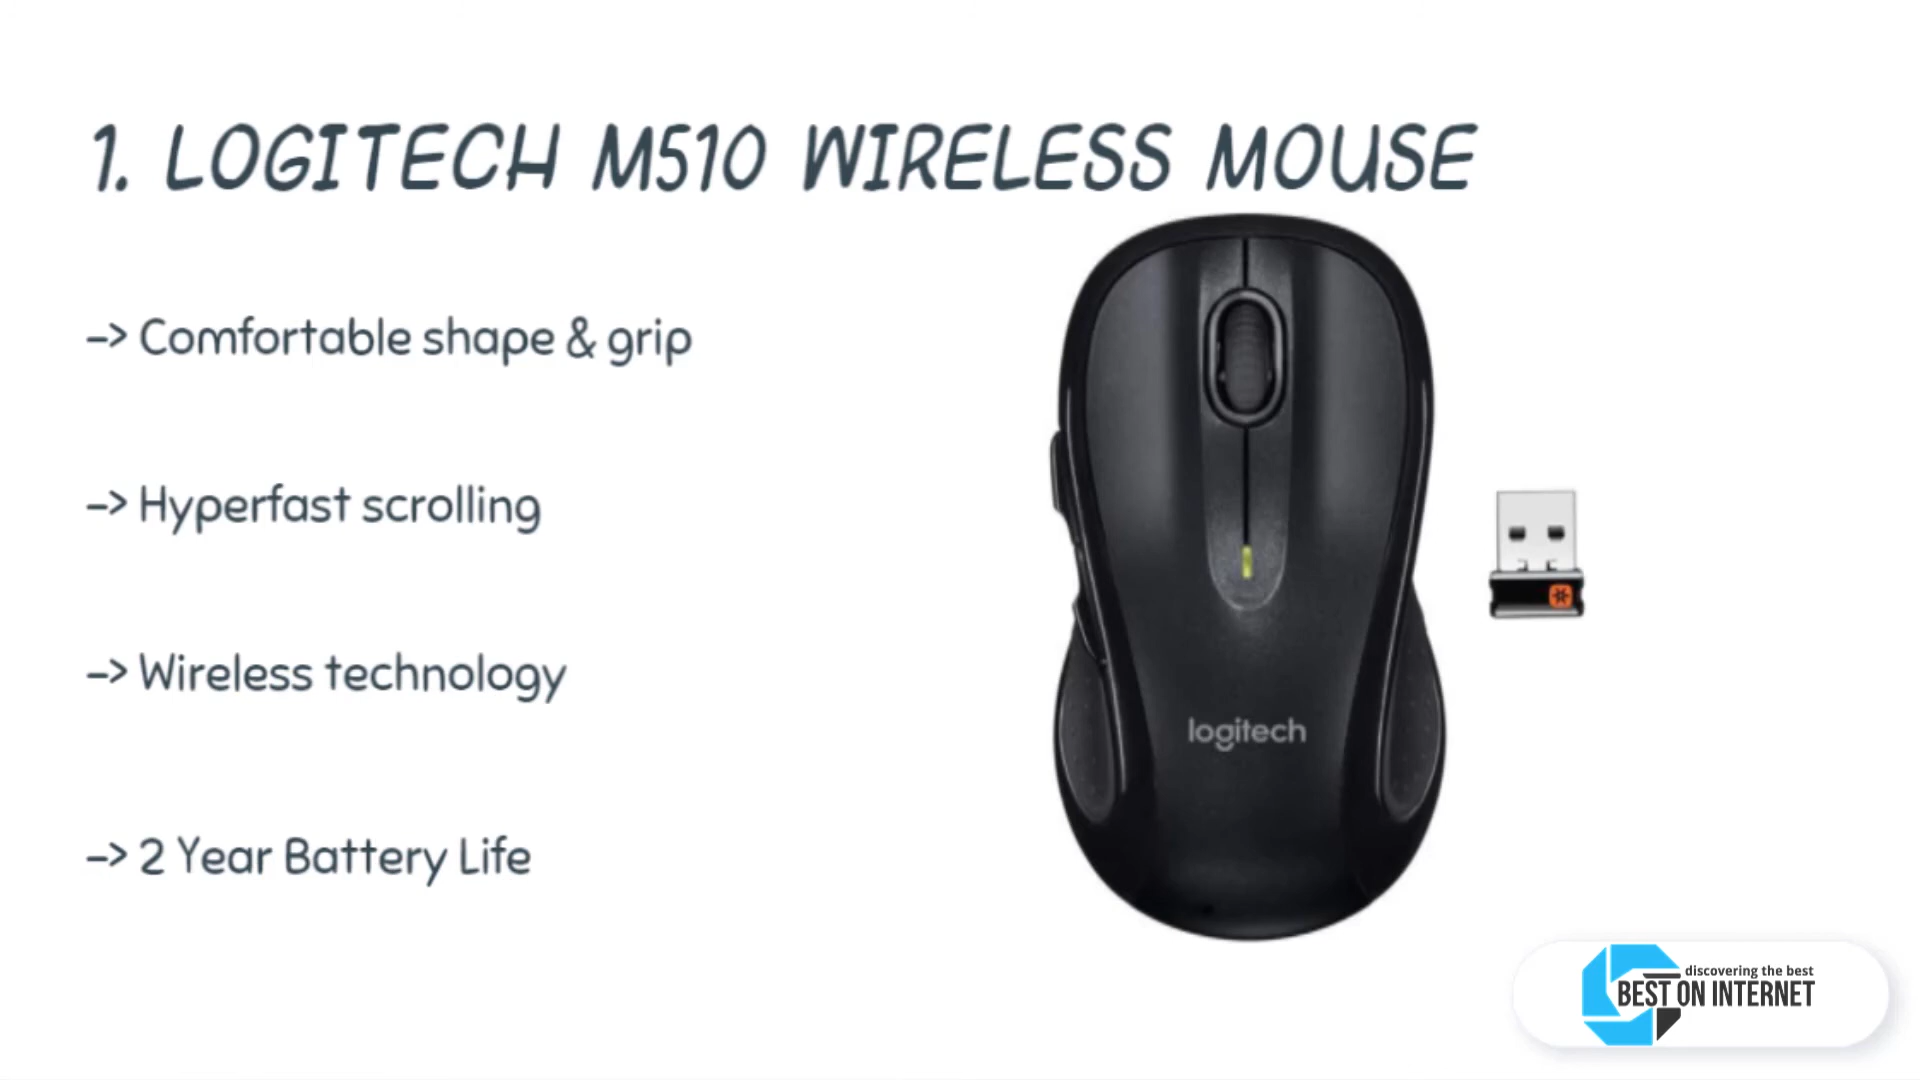 1. LOGITECH M510 WIRELESS MOUSE
-> Comfortable shape & grip
-> Hyperfast scrolling
-> Wireless technology
-> 2 Year Battery Life
logitech
discovering the best
BEST ON INTERNET